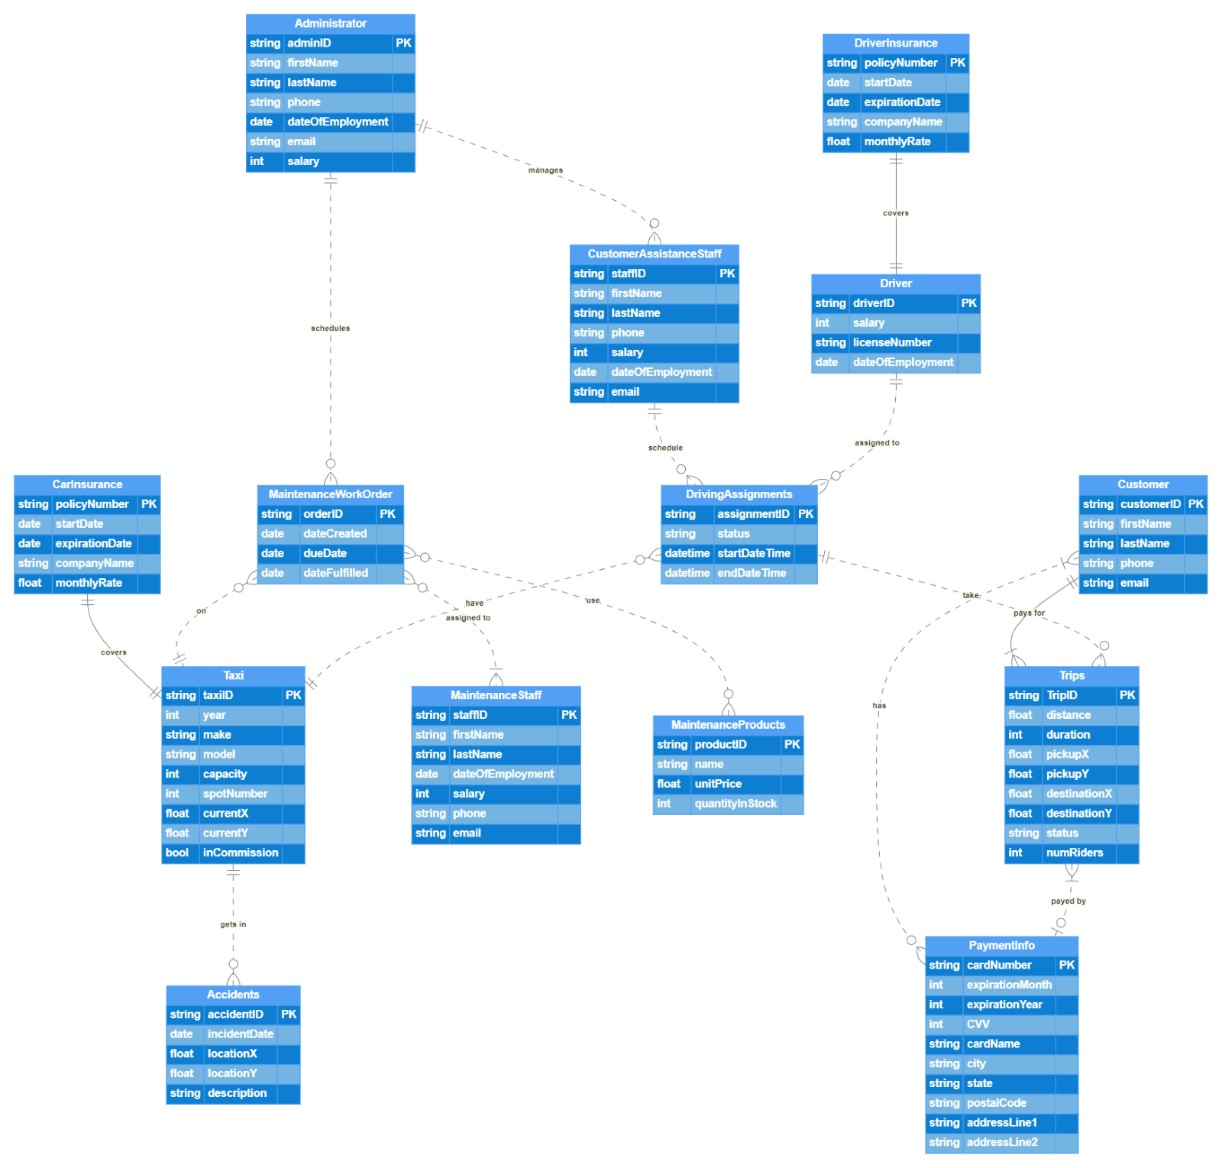 Administrator
string adminID PK
string firstName
string lastName
string phone
date dateOfEmployment
string email
int salary
DriverInsurance
string policyNumber PK
date startDate
date expirationDate
string companyName
float monthlyRate
manages
covers
CustomerAssistanceStaff
string staffID PK
string firstName
string lastName
string phone
int salary
date dateOfEmployment
string email
Driver
string driverID PK
int salary
string licenseNumber
date dateOfEmployment
schedules
schedule
assigned to
CarInsurance
string policyNumber PK
date startDate
date expirationDate
string companyName
float monthlyRate
MaintenanceWorkOrder
string orderID PK
date dateCreated
date dueDate
date dateFulfilled
DrivingAssignments
string assignmentID PK
string status
datetime startDateTime
datetime endDateTime
Customer
string customerID PK
string firstName
string lastName
string phone
string email
on
have
assigned to
use
take
pays for
covers
has
Taxi
string taxiID PK
int year
string make
string model
int capacity
int spotNumber
float currentX
float currentY
bool inCommission
MaintenanceStaff
string staffID PK
string firstName
string lastName
date dateOfEmployment
int salary
string phone
string email
MaintenanceProducts
string productID PK
string name
float unitPrice
int quantityInStock
Trips
string TripID PK
float distance
int duration
float pickupX
float pickupY
float destinationX
float destinationY
string status
int numRiders
gets in
payed by
Accidents
string accidentID PK
date incidentDate
float locationX
float locationY
string description
PaymentInfo
string cardNumber PK
int expirationMonth
int expirationYear
int CVV
string cardName
string city
string state
string postalCode
string addressLine1
string addressLine2